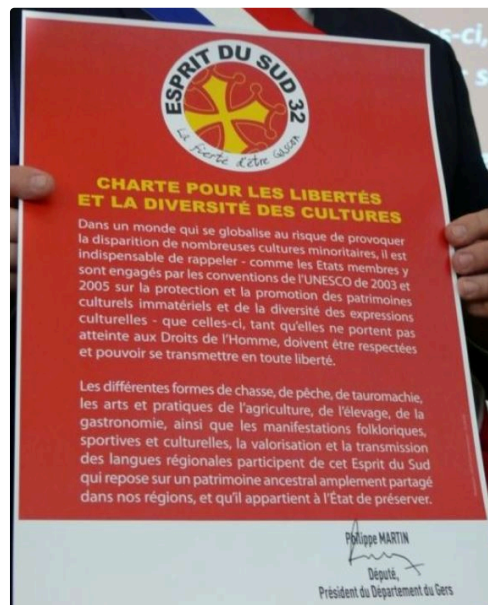 es-ci,
s
ESPRIT DU SUD 32
La fierté d'être Gascon
CHARTE POUR LES LIBERTÉS
ET LA DIVERSITÉ DES CULTURES
Dans un monde qui se globalise au risque de provoquer
la disparition de nombreuses cultures minoritaires, il est
indispensable de rappeler - comme les Etats membres y
sont engagés par les conventions de l'UNESCO de 2003 et
2005 sur la protection et la promotion des patrimoines
culturels immatériels et de la diversité des expressions
culturelles - que celles-ci, tant qu'elles ne portent pas
atteinte aux Droits de l'Homme, doivent être respectées
et pouvoir se transmettre en toute liberté.
Les différentes formes de chasse, de pêche, de tauromachie,
les arts et pratiques de l'agriculture, de l'élevage, de la
gastronomie, ainsi que les manifestations folkloriques,
sportives et culturelles, la valorisation et la transmission
des langues régionales participent de cet Esprit du Sud
qui repose sur un patrimoine ancestral amplement partagé
dans nos régions, et qu'il appartient à l'État de préserver.
Philippe MARTIN
Député,
Président du Département du Gers